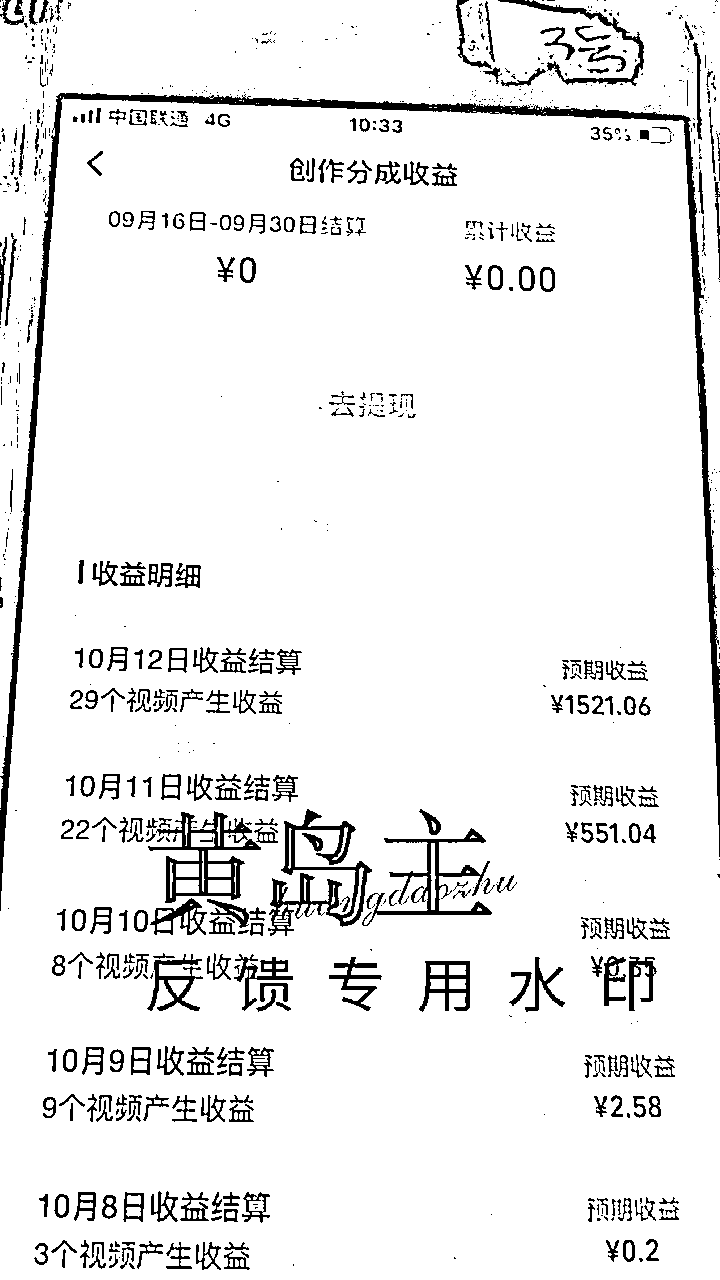 3号
中国联通 4G 10:33 35%
创作分成收益
09月16日-09月30日结算 累计收益
¥0 ¥0.00
去提现
收益明细
10月12日收益结算 预期收益
29个视频产生收益 ¥1521.06
10月11日收益结算 预期收益
22个视频产生收益 ¥551.04
黄岛主
huangdaozhu
10月10日收益结算 预期收益
8个视频产生收益
反馈专用水印
10月9日收益结算 预期收益
9个视频产生收益 ¥2.58
10月8日收益结算 预期收益
3个视频产生收益 ¥0.2